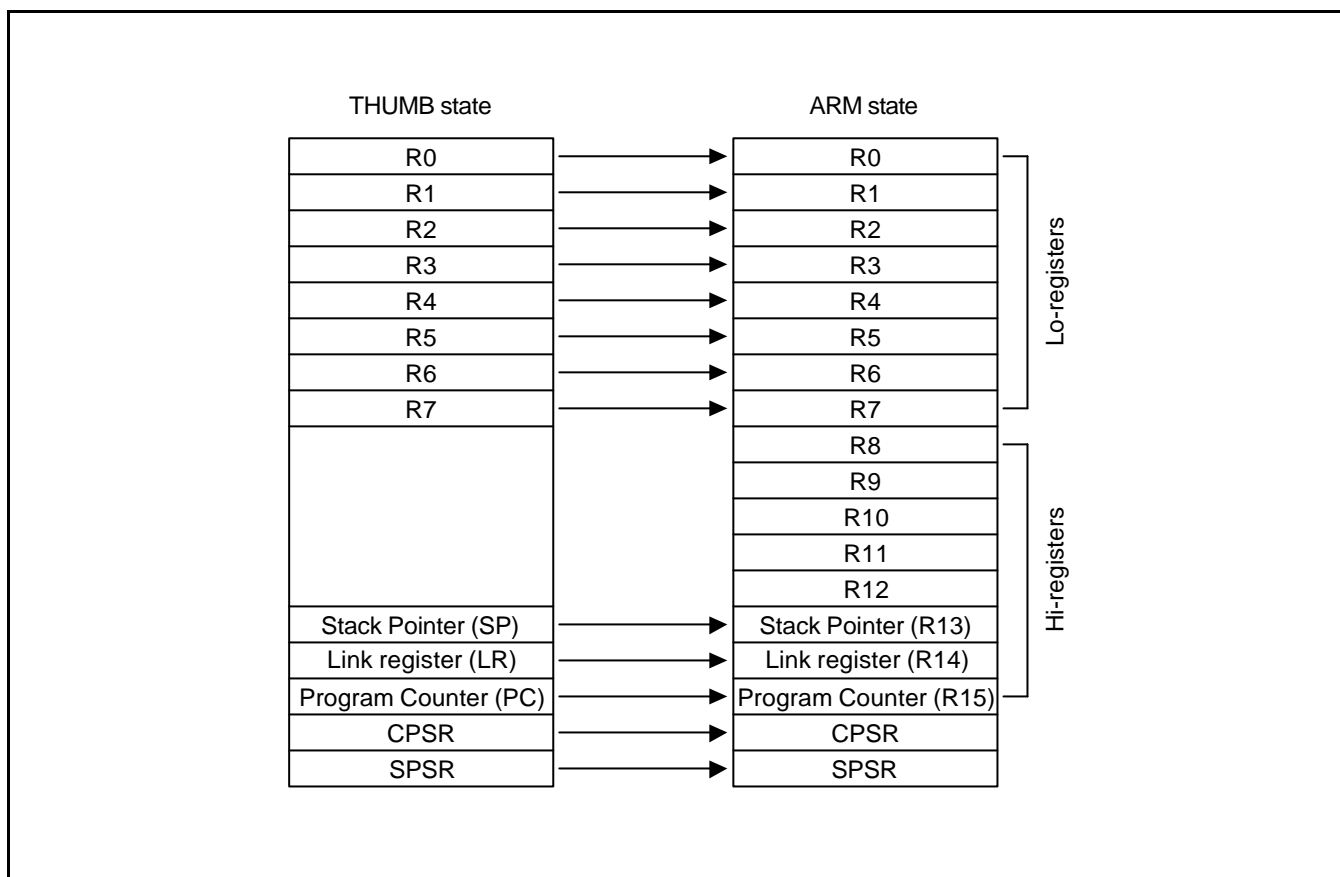 THUMB state
ARM state
R0
R0
R1
R1
R2
R2
R3
R3
R4
R4
R5
R5
R6
R6
R7
R7
R8
R9
R10
R11
R12
Stack Pointer (SP)
Stack Pointer (R13)
Link register (LR)
Link register (R14)
Program Counter (PC)
Program Counter (R15)
CPSR
CPSR
SPSR
SPSR
Lo-registers
Hi-registers